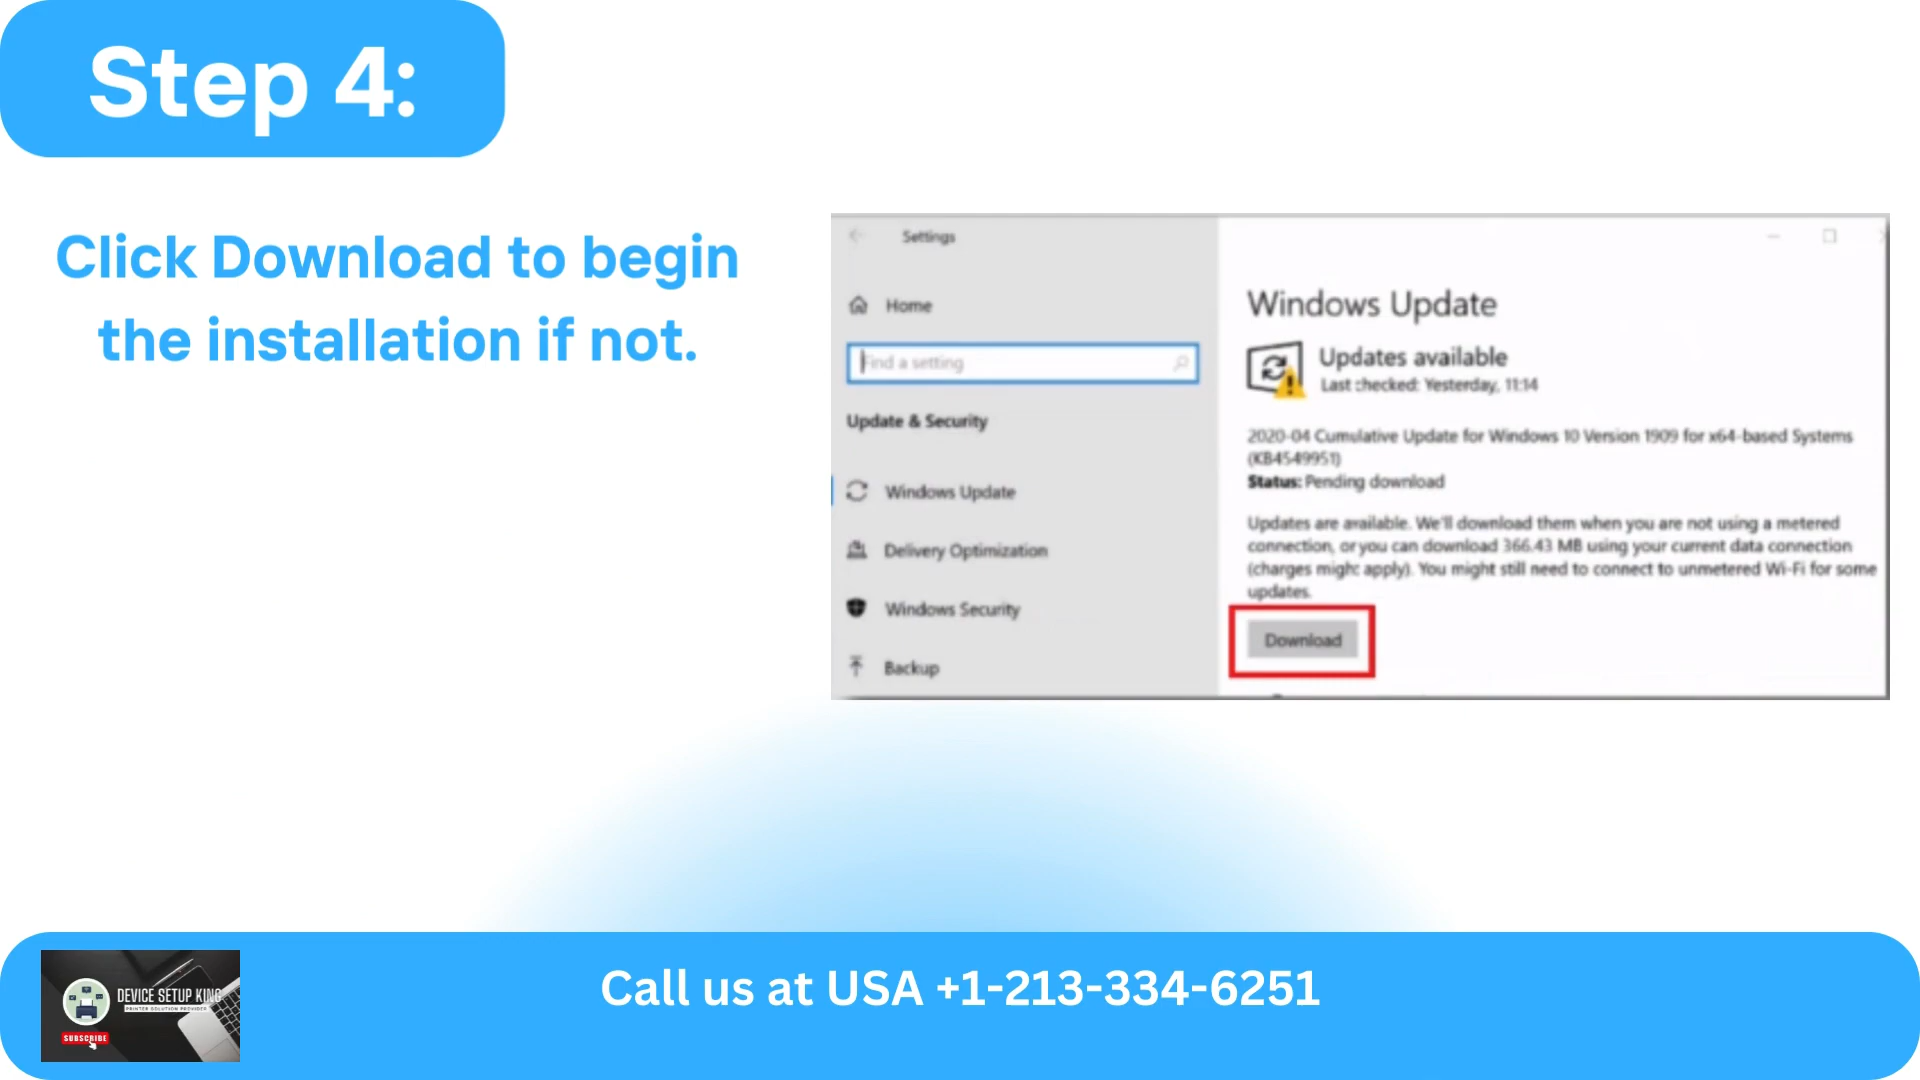 Step 4:
Click Download to begin
the installation if not.
Settings
Home
Find a setting
Update & Security
Windows Update
Delivery Optimization
Windows Security
Backup
Windows Update
Updates available
Last checked: Yesterday, 11:14
2020-04 Cumulative Update for Windows 10 Version 1909 for x64-based Systems
(KB4549951)
Status: Pending download
Updates are available. We'll download them when you are not using a metered
connection, or you can download 366.43 MB using your current data connection
(charges might apply). You might still need to connect to unmetered Wi-Fi for some
updates.
Download
DEVICE SETUP KING
PRINTER SOLUTION PROVIDER
SUBSCRIBE
Call us at USA +1-213-334-6251